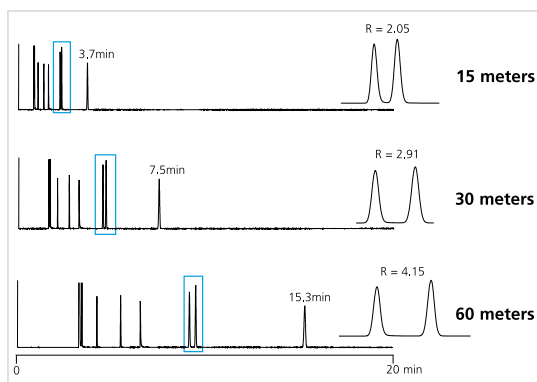 R = 2.05
3.7min
15 meters
R = 2.91
7.5min
30 meters
R = 4.15
15.3min
60 meters
0
20 min